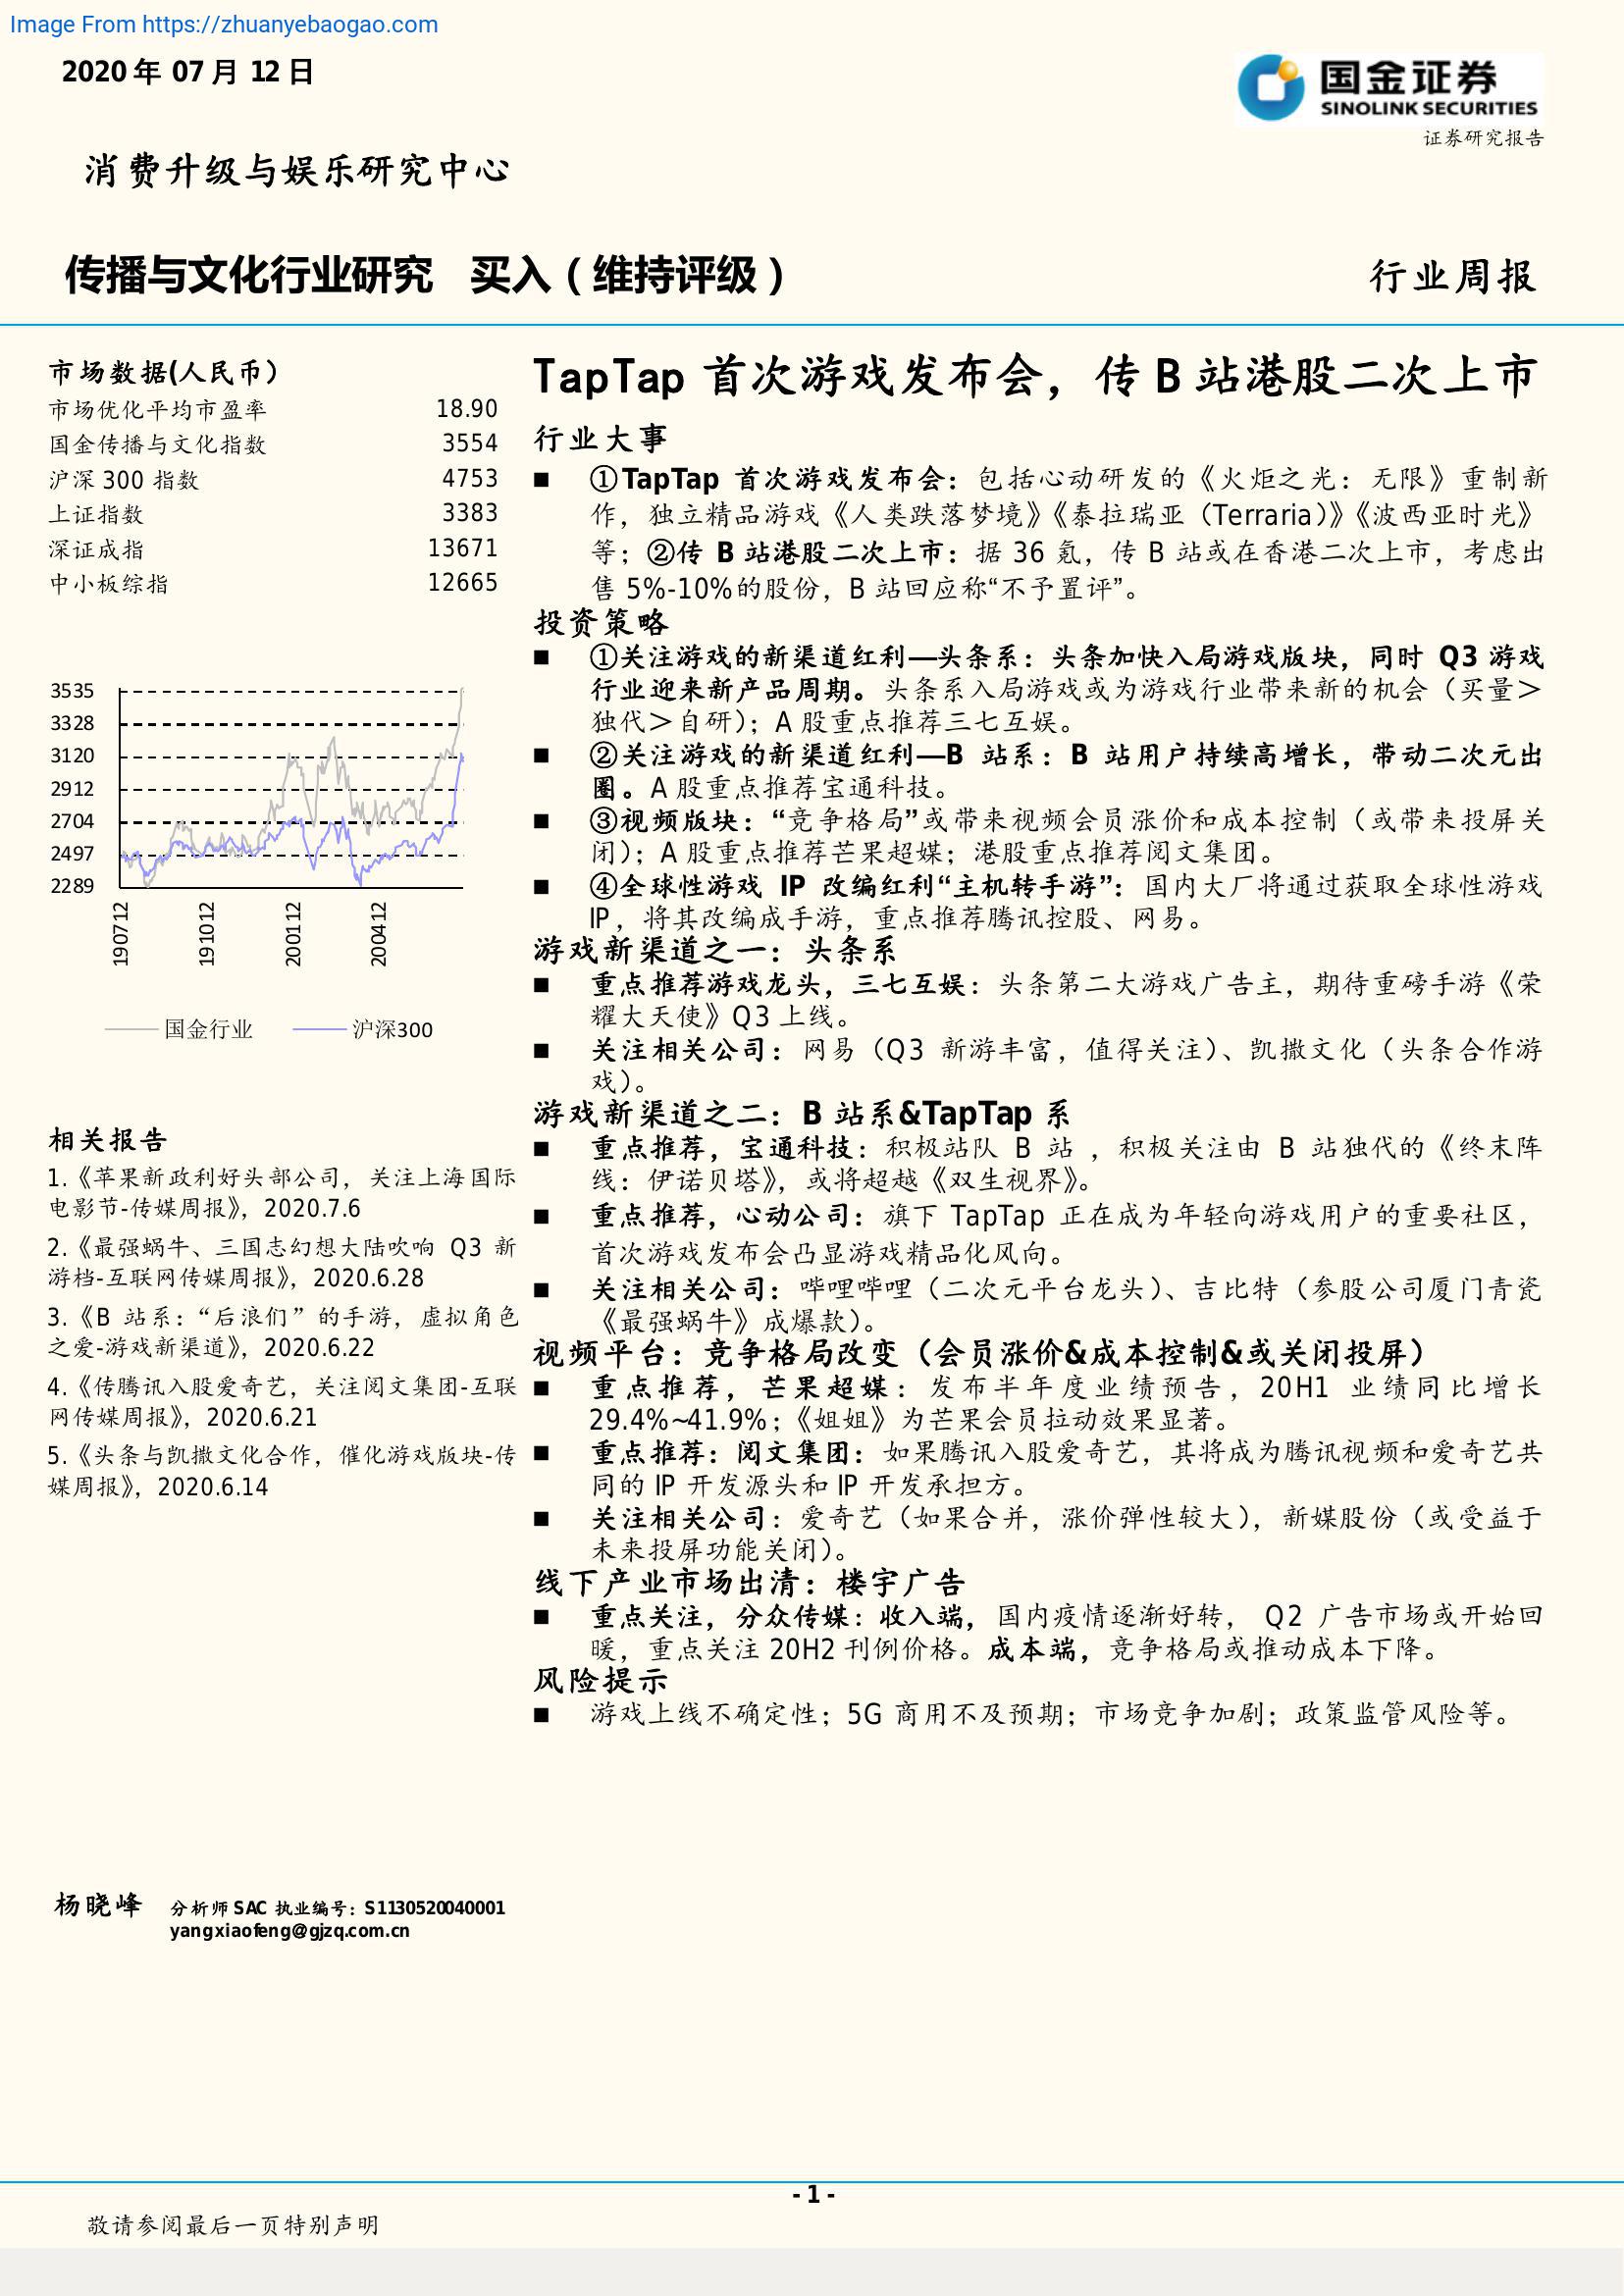 Image From https://zhuanyebaogao.com
2020 年 07 月 12 日
国金证券
SINOLINK SECURITIES
证券研究报告
消费升级与娱乐研究中心
传播与文化行业研究 买入（维持评级）
行业周报
市场数据(人民币）
市场优化平均市盈率 18.90
国金传播与文化指数 3554
沪深 300 指数 4753
上证指数 3383
深证成指 13671
中小板综指 12665
3535
3328
3120
2912
2704
2497
2289
190712
191012
200112
200412
国金行业 沪深300
相关报告
1.《苹果新政利好头部公司，关注上海国际
电影节-传媒周报》，2020.7.6
2.《最强蜗牛、三国志幻想大陆吹响 Q3 新
游档-互联网传媒周报》，2020.6.28
3.《B 站系：“后浪们”的手游，虚拟角色
之爱-游戏新渠道》，2020.6.22
4.《传腾讯入股爱奇艺，关注阅文集团-互联
网传媒周报》，2020.6.21
5.《头条与凯撒文化合作，催化游戏版块-传
媒周报》，2020.6.14
杨晓峰 分析师 SAC 执业编号：S1130520040001
yangxiaofeng@gjzq.com.cn
TapTap 首次游戏发布会，传 B 站港股二次上市
行业大事
■ ①TapTap 首次游戏发布会：包括心动研发的《火炬之光：无限》重制新
作，独立精品游戏《人类跌落梦境》《泰拉瑞亚（Terraria）》《波西亚时光》
等；②传 B 站港股二次上市：据 36 氪，传 B 站或在香港二次上市，考虑出
售 5%-10%的股份，B 站回应称“不予置评”。
投资策略
■ ①关注游戏的新渠道红利—头条系：头条加快入局游戏版块，同时 Q3 游戏
行业迎来新产品周期。头条系入局游戏或为游戏行业带来新的机会（买量＞
独代＞自研）；A 股重点推荐三七互娱。
■ ②关注游戏的新渠道红利—B 站系：B 站用户持续高增长，带动二次元出
圈。A 股重点推荐宝通科技。
■ ③视频版块：“竞争格局”或带来视频会员涨价和成本控制（或带来投屏关
闭）；A 股重点推荐芒果超媒；港股重点推荐阅文集团。
■ ④全球性游戏 IP 改编红利“主机转手游”：国内大厂将通过获取全球性游戏
IP，将其改编成手游，重点推荐腾讯控股、网易。
游戏新渠道之一：头条系
■ 重点推荐游戏龙头，三七互娱：头条第二大游戏广告主，期待重磅手游《荣
耀大天使》Q3 上线。
■ 关注相关公司：网易（Q3 新游丰富，值得关注）、凯撒文化（头条合作游
戏）。
游戏新渠道之二：B 站系&TapTap 系
■ 重点推荐，宝通科技：积极站队 B 站 ，积极关注由 B 站独代的《终末阵
线：伊诺贝塔》，或将超越《双生视界》。
■ 重点推荐，心动公司：旗下 TapTap 正在成为年轻向游戏用户的重要社区，
首次游戏发布会凸显游戏精品化风向。
■ 关注相关公司：哔哩哔哩（二次元平台龙头）、吉比特（参股公司厦门青瓷
《最强蜗牛》成爆款）。
视频平台：竞争格局改变（会员涨价&成本控制&或关闭投屏）
■ 重点推荐，芒果超媒：发布半年度业绩预告，20H1 业绩同比增长
29.4%~41.9%；《姐姐》为芒果会员拉动效果显著。
■ 重点推荐：阅文集团：如果腾讯入股爱奇艺，其将成为腾讯视频和爱奇艺共
同的 IP 开发源头和 IP 开发承担方。
■ 关注相关公司：爱奇艺（如果合并，涨价弹性较大），新媒股份（或受益于
未来投屏功能关闭）。
线下产业市场出清：楼宇广告
■ 重点关注，分众传媒：收入端，国内疫情逐渐好转， Q2 广告市场或开始回
暖，重点关注 20H2 刊例价格。成本端，竞争格局或推动成本下降。
风险提示
■ 游戏上线不确定性；5G 商用不及预期；市场竞争加剧；政策监管风险等。
- 1 -
敬请参阅最后一页特别声明